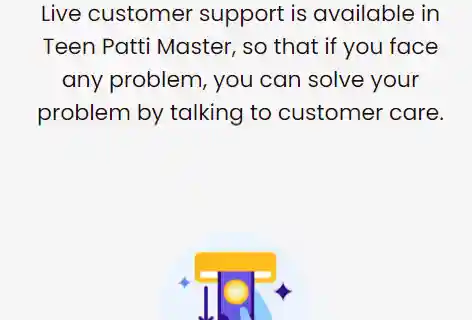 Live customer support is available in
Teen Patti Master, so that if you face
any problem, you can solve your
problem by talking to customer care.